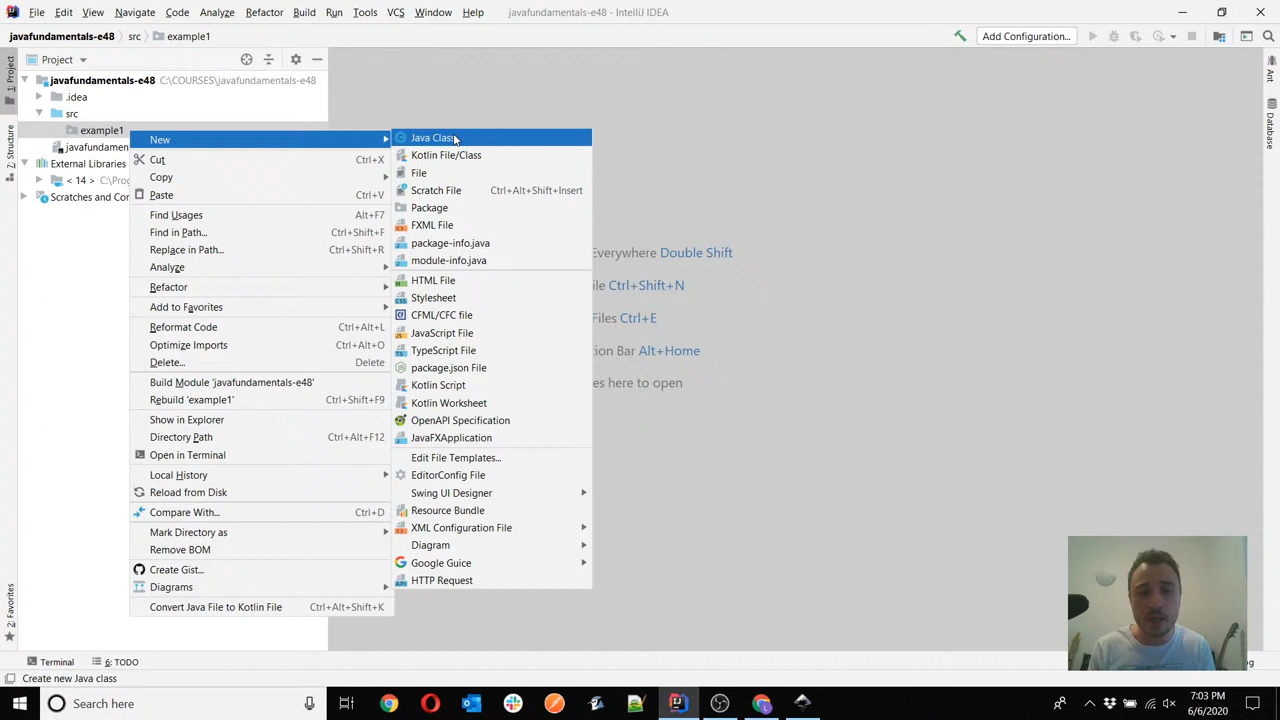 File Edit View Navigate Code Analyze Refactor Build Run Tools VCS Window Help javafundamentals-e48 - IntelliJ IDEA
javafundamentals-e48 src example1 Add Configuration...
1: Project
Project
javafundamentals-e48 C:\COURSES\javafundamentals-e48
.idea
src
example1
javafundamen
External Libraries
< 14 > C:\Prog
Scratches and Con
Z: Structure
2: Favorites
Ant
Database
New
Cut Ctrl+X
Copy
Paste Ctrl+V
Find Usages Alt+F7
Find in Path... Ctrl+Shift+F
Replace in Path... Ctrl+Shift+R
Analyze
Refactor
Add to Favorites
Reformat Code Ctrl+Alt+L
Optimize Imports Ctrl+Alt+O
Delete... Delete
Build Module 'javafundamentals-e48'
Rebuild 'example1' Ctrl+Shift+F9
Show in Explorer
Directory Path Ctrl+Alt+F12
Open in Terminal
Local History
Reload from Disk
Compare With... Ctrl+D
Mark Directory as
Remove BOM
Create Gist...
Diagrams
Convert Java File to Kotlin File Ctrl+Alt+Shift+K
Java Class
Kotlin File/Class
File
Scratch File Ctrl+Alt+Shift+Insert
Package
FXML File
package-info.java
module-info.java
HTML File
Stylesheet
CFML/CFC file
JavaScript File
TypeScript File
package.json File
Kotlin Script
Kotlin Worksheet
OpenAPI Specification
JavaFXApplication
Edit File Templates...
EditorConfig File
Swing UI Designer
Resource Bundle
XML Configuration File
Diagram
Google Guice
HTTP Request
Everywhere Double Shift
ile Ctrl+Shift+N
Files Ctrl+E
ion Bar Alt+Home
es here to open
Terminal 6: TODO
Create new Java class
Search here
7:03 PM
6/6/2020